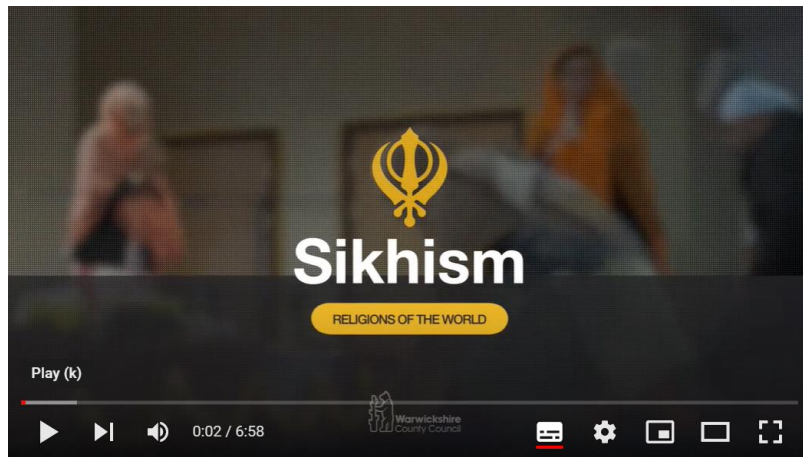 Sikhism
RELIGIONS OF THE WORLD
Play (k)
Warwickshire
County Council
0:02 / 6:58